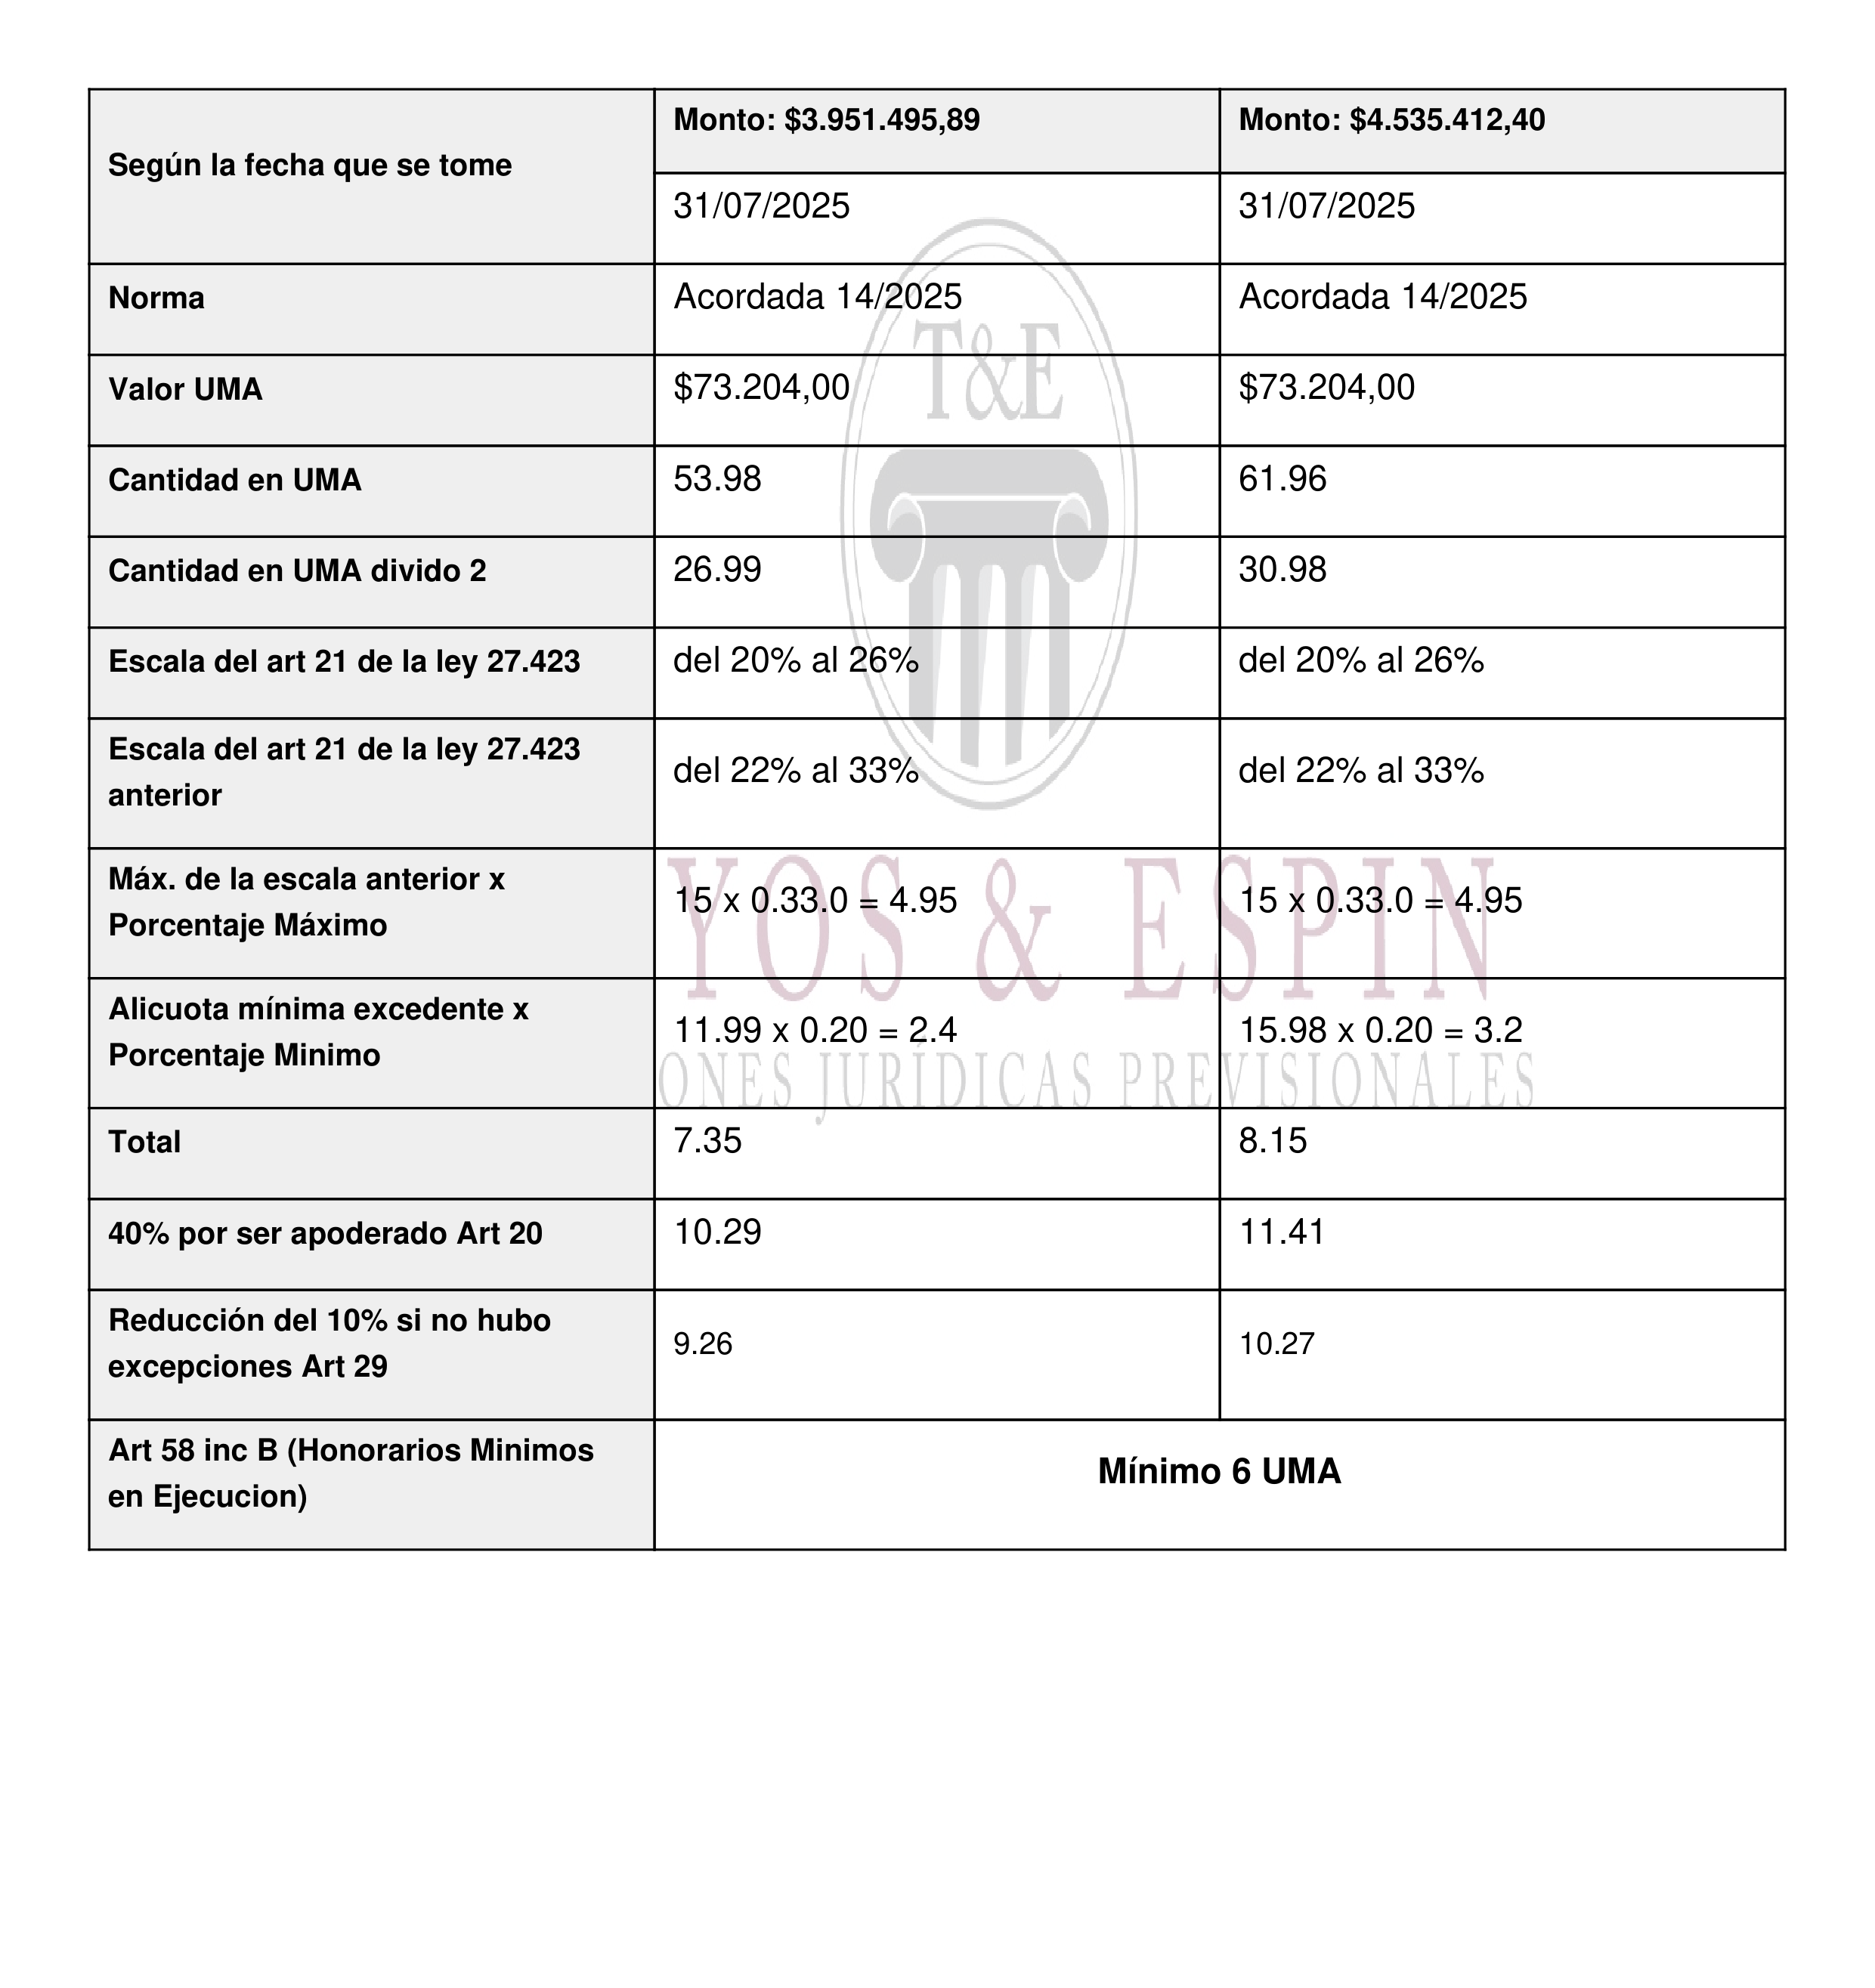 Según la fecha que se tome
Monto: $3.951.495,89
Monto: $4.535.412,40
31/07/2025
31/07/2025
Norma
Acordada 14/2025
Acordada 14/2025
Valor UMA
$73.204,00
$73.204,00
Cantidad en UMA
53.98
61.96
Cantidad en UMA divido 2
26.99
30.98
Escala del art 21 de la ley 27.423
del 20% al 26%
del 20% al 26%
Escala del art 21 de la ley 27.423
anterior
del 22% al 33%
del 22% al 33%
Máx. de la escala anterior x
Porcentaje Máximo
15 x 0.33.0 = 4.95
15 x 0.33.0 = 4.95
Alicuota mínima excedente x
Porcentaje Minimo
11.99 x 0.20 = 2.4
15.98 x 0.20 = 3.2
Total
7.35
8.15
40% por ser apoderado Art 20
10.29
11.41
Reducción del 10% si no hubo
excepciones Art 29
9.26
10.27
Art 58 inc B (Honorarios Minimos
en Ejecucion)
Mínimo 6 UMA
T&E
YOS & ESPIN
ONES JURÍDICAS PREVISIONALES